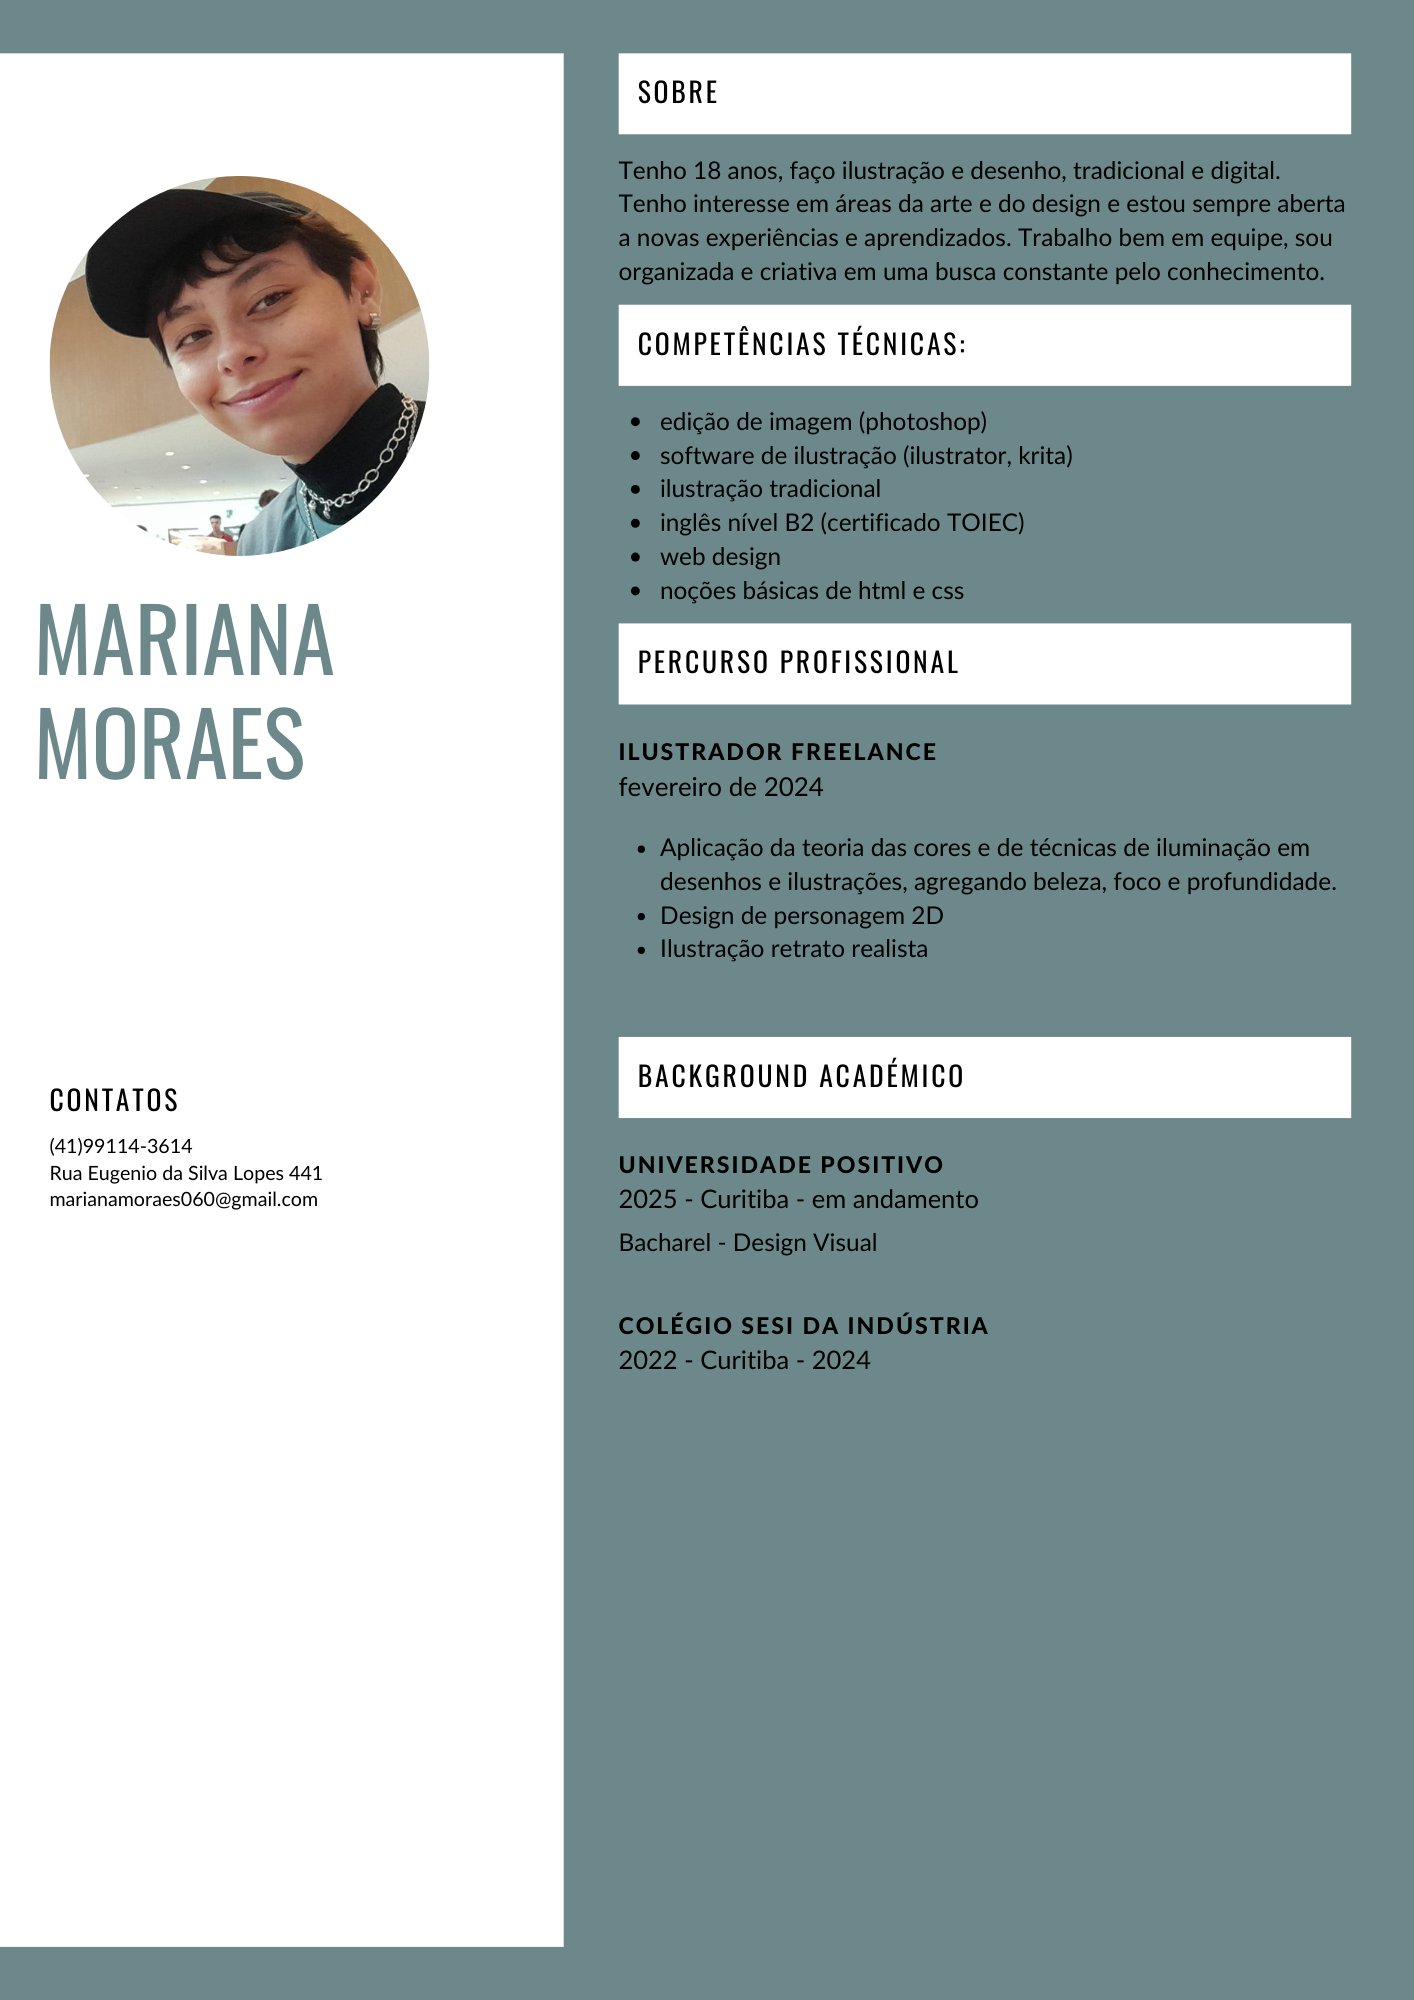 MARIANA
MORAES
CONTATOS
(41)99114-3614
Rua Eugenio da Silva Lopes 441
marianamoraes060@gmail.com
SOBRE
Tenho 18 anos, faço ilustração e desenho, tradicional e digital.
Tenho interesse em áreas da arte e do design e estou sempre aberta
a novas experiências e aprendizados. Trabalho bem em equipe, sou
organizada e criativa em uma busca constante pelo conhecimento.
COMPETÊNCIAS TÉCNICAS:
• edição de imagem (photoshop)
• software de ilustração (ilustrator, krita)
• ilustração tradicional
• inglês nível B2 (certificado TOIEC)
• web design
• noções básicas de html e css
PERCURSO PROFISSIONAL
ILUSTRADOR FREELANCE
fevereiro de 2024
• Aplicação da teoria das cores e de técnicas de iluminação em
desenhos e ilustrações, agregando beleza, foco e profundidade.
• Design de personagem 2D
• Ilustração retrato realista
BACKGROUND ACADÉMICO
UNIVERSIDADE POSITIVO
2025 - Curitiba - em andamento
Bacharel - Design Visual
COLÉGIO SESI DA INDÚSTRIA
2022 - Curitiba - 2024